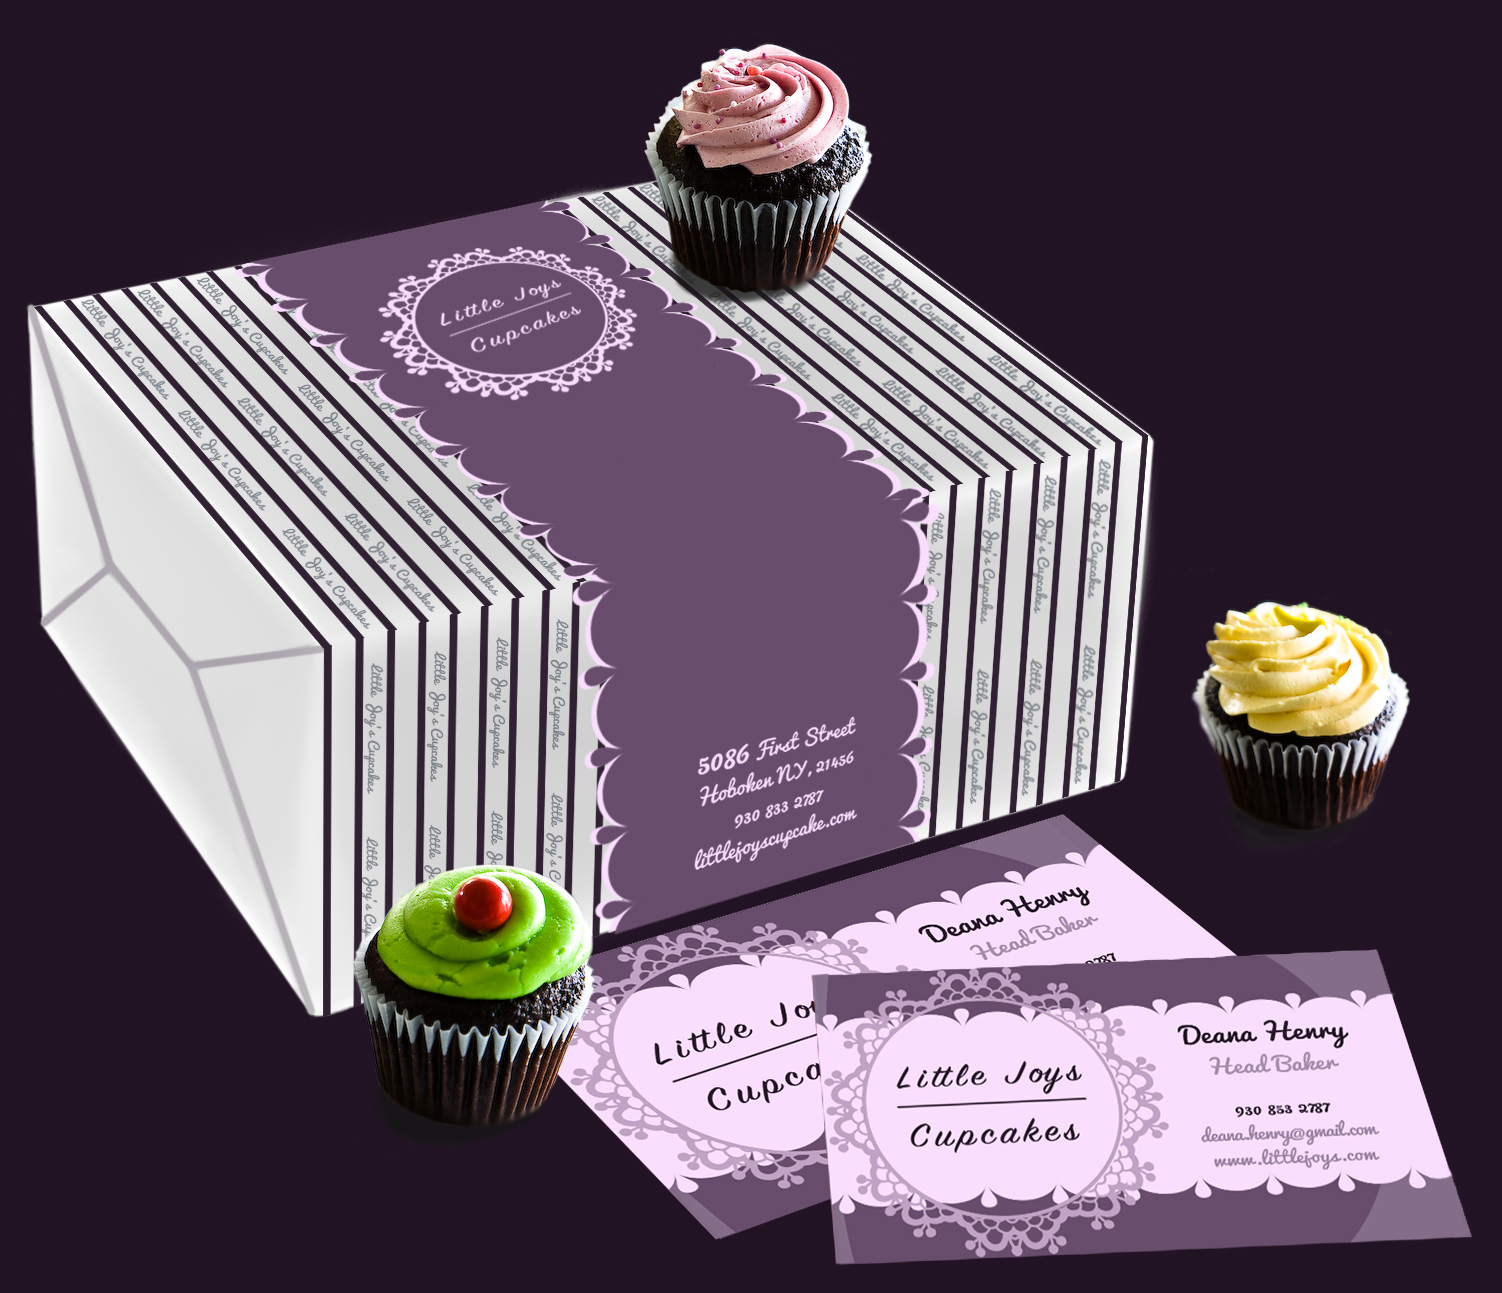 Little Joys
Cupcakes
Little Joy's Cupcakes
5086 First Street
Hoboken NY, 21456
930 833 2787
littlejoyscupcake.com
Deana Henry
Head Baker
2787
Little Jo
Cupca
Little Joys
Cupcakes
Deana Henry
Head Baker
930 853 2787
deana.henry@gmail.com
www.littlejoys.com